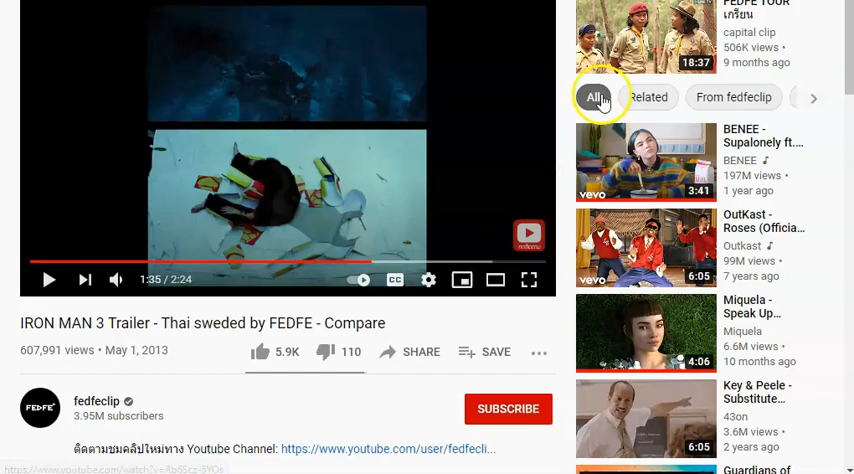 FEDFE TOUR
เกรียน
capital clip
506K views •
9 months ago
18:37
All
Related
From fedfeclip
BENEE -
Supalonely ft....
BENEE
197M views •
1 year ago
3:41
vevo
OutKast -
Roses (Officia...
Outkast
99M views •
7 years ago
6:05
vevo
Miquela -
Speak Up...
Miquela
6.6M views •
10 months ago
4:06
Key & Peele -
Substitute...
43on
3.6M views •
2 years ago
6:05
Guardians of
1:35 / 2:24
CC
IRON MAN 3 Trailer - Thai sweded by FEDFE - Compare
607,991 views • May 1, 2013
5.9K
110
SHARE
SAVE
FEDFE
fedfeclip
3.95M subscribers
SUBSCRIBE
ติดตามชมคลิปใหม่ทาง Youtube Channel: https://www.youtube.com/user/fedfecli...